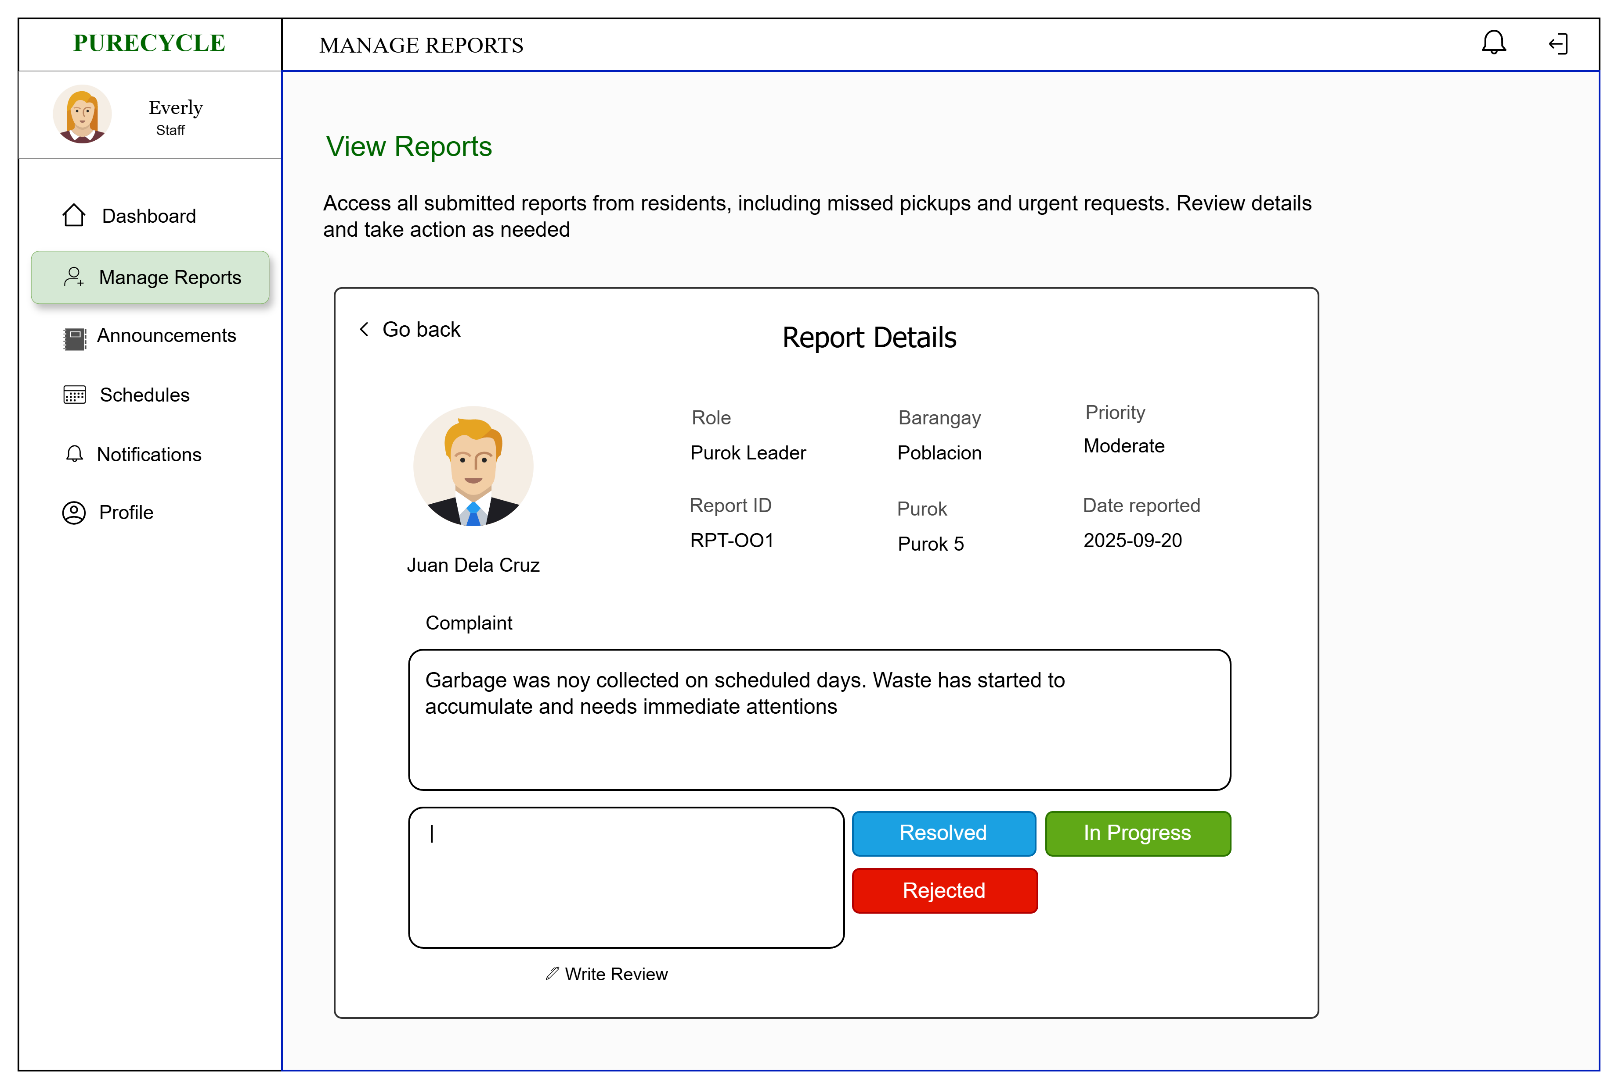 PURECYCLE
MANAGE REPORTS
Everly
Staff
Dashboard
Manage Reports
Announcements
Schedules
Notifications
Profile
View Reports
Access all submitted reports from residents, including missed pickups and urgent requests. Review details
and take action as needed
Go back
Report Details
Role
Purok Leader
Barangay
Poblacion
Priority
Moderate
Report ID
RPT-OO1
Purok
Purok 5
Date reported
2025-09-20
Juan Dela Cruz
Complaint
Garbage was noy collected on scheduled days. Waste has started to
accumulate and needs immediate attentions
Resolved
In Progress
Rejected
Write Review